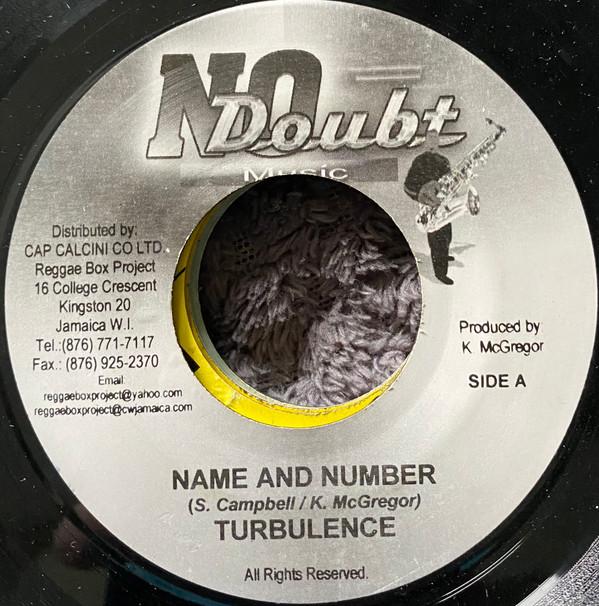 NO
Doubt
Music
Distributed by:
CAP CALCINI CO LTD.
Reggae Box Project
16 College Crescent
Kingston 20
Jamaica W.I.
Tel.:(876) 771-7117
Fax.: (876) 925-2370
Email:
reggaeboxproject@yahoo.com
reggaeboxproject@cwjamaica.com
Produced by
K. McGregor
SIDE A
NAME AND NUMBER
(S. Campbell / K. McGregor)
TURBULENCE
All Rights Reserved.